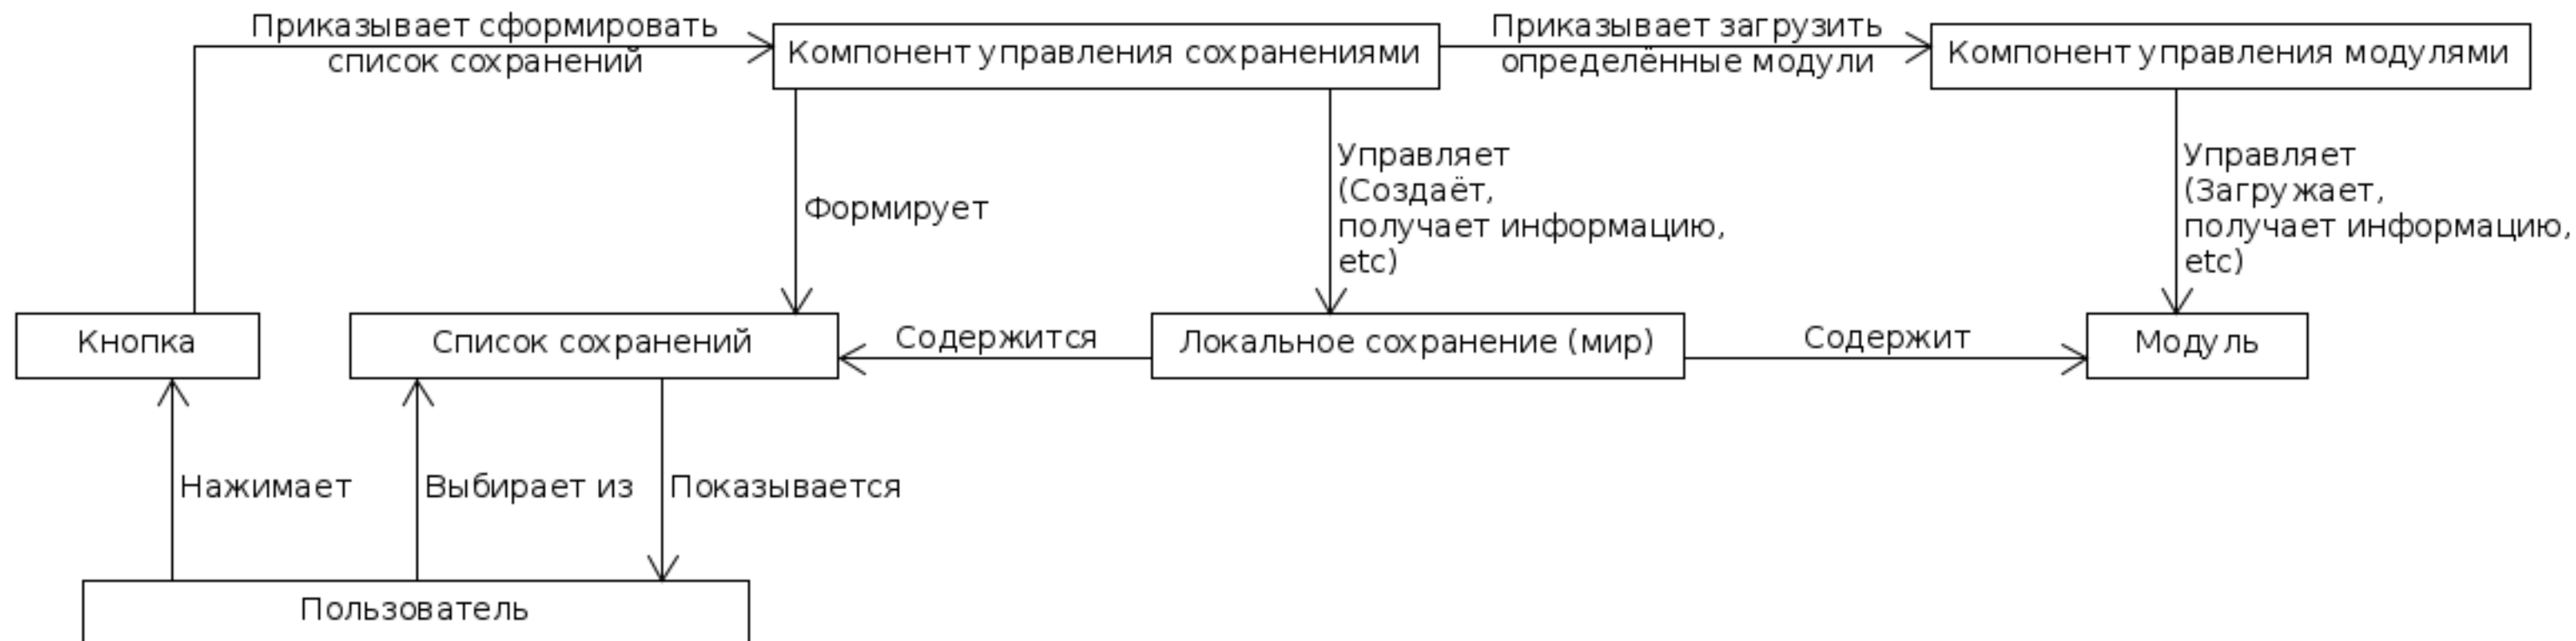 Приказывает сформировать
список сохранений
Компонент управления сохранениями
Приказывает загрузить
определённые модули
Компонент управления модулями
Формирует
Управляет
(Создаёт,
получает информацию,
etc)
Управляет
(Загружает,
получает информацию,
etc)
Кнопка
Список сохранений
Содержится
Локальное сохранение (мир)
Содержит
Модуль
Нажимает
Выбирает из
Показывается
Пользователь